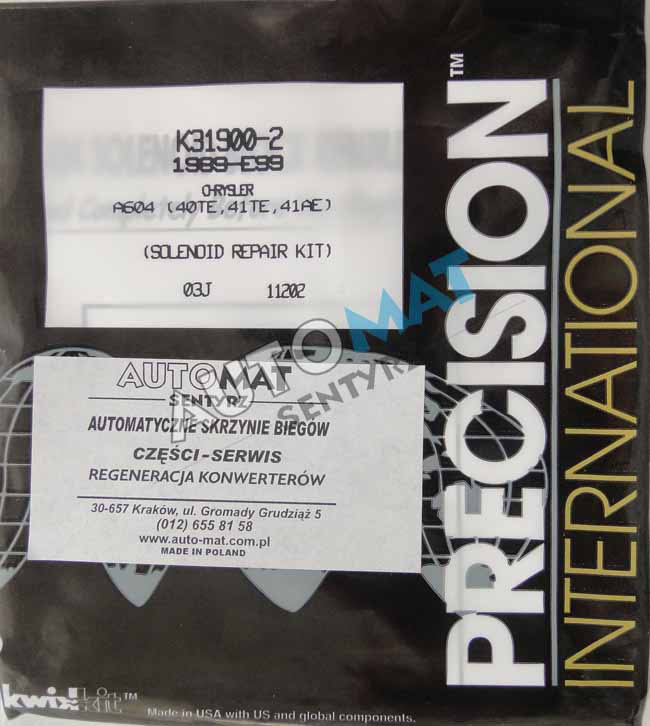 K31900-2
1989-E99
CHRYSLER
A604 (40TE,41TE,41AE)
(SOLENOID REPAIR KIT)
03J 11202
AUTOMAT
SENTYRZ
AUTOMATYCZNE SKRZYNIE BIEGÓW
CZĘŚCI-SERWIS
REGENERACJA KONWERTERÓW
30-657 Kraków, ul. Gromady Grudziąż 5
(012) 655 81 58
www.auto-mat.com.pl
MADE IN POLAND
AUTOMAT
SENTYRZ
PRECISION™
INTERNATIONAL
kwik kit™
Made in USA with US and global components.